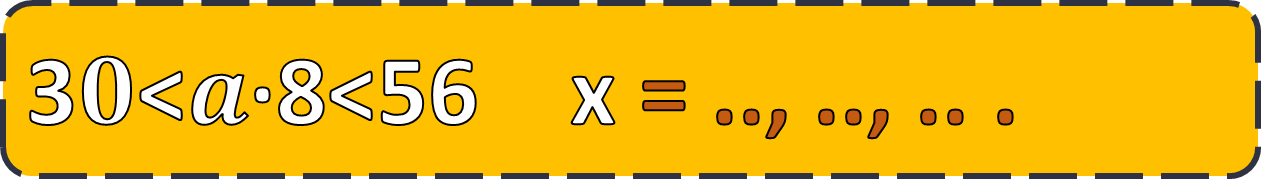 30<a·8<56 x = .., .., .. .